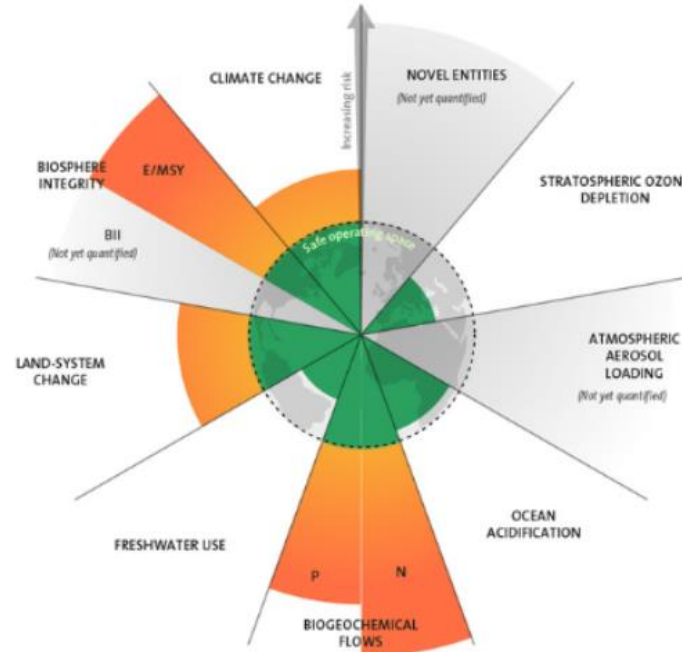 CLIMATE CHANGE
Increasing risk
NOVEL ENTITIES
(Not yet quantified)
STRATOSPHERIC OZON
DEPLETION
ATMOSPHERIC
AEROSOL
LOADING
(Not yet quantified)
OCEAN
ACIDIFICATION
N
P
BIOGEOCHEMICAL
FLOWS
FRESHWATER USE
LAND-SYSTEM
CHANGE
BIOSPHERE
INTEGRITY
E/MSY
BII
(Not yet quantified)
Safe operating space